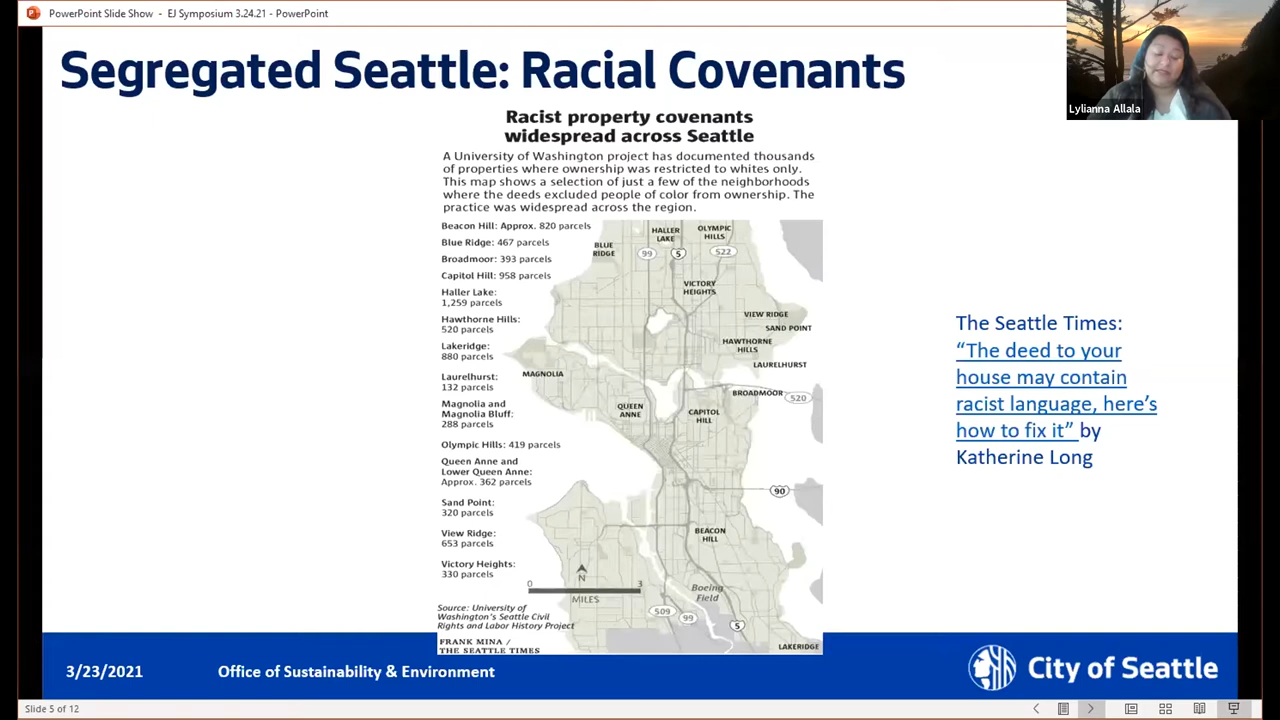 PowerPoint Slide Show - EJ Symposium 3.24.21 - PowerPoint
Segregated Seattle: Racial Covenants
Lylianna Allala
Racist property covenants
widespread across Seattle
A University of Washington project has documented thousands
of properties where ownership was restricted to whites only.
This map shows a selection of just a few of the neighborhoods
where the deeds excluded people of color from ownership. The
practice was widespread across the region.
Beacon Hill: Approx. 820 parcels
Blue Ridge: 467 parcels
Broadmoor: 393 parcels
Capitol Hill: 958 parcels
Haller Lake:
1,259 parcels
Hawthorne Hills:
520 parcels
Lakeridge:
880 parcels
Laurelhurst:
132 parcels
Magnolia and
Magnolia Bluff:
288 parcels
Olympic Hills: 419 parcels
Queen Anne and
Lower Queen Anne:
Approx. 362 parcels
Sand Point:
320 parcels
View Ridge:
653 parcels
Victory Heights:
330 parcels
BLUE
RIDGE
HALLER
LAKE
OLYMPIC
HILLS
99
5
522
VICTORY
HEIGHTS
VIEW RIDGE
SAND POINT
HAWTHORNE
HILLS
LAURELHURST
MAGNOLIA
BROADMOOR
520
QUEEN
ANNE
CAPITOL
HILL
90
BEACON
HILL
N
0 3
MILES
Boeing
Field
509
99
5
LAKERIDGE
Source: University of
Washington's Seattle Civil
Rights and Labor History Project
FRANK MINA /
THE SEATTLE TIMES
The Seattle Times:
“The deed to your
house may contain
racist language, here’s
how to fix it” by
Katherine Long
3/23/2021
Office of Sustainability & Environment
City of Seattle
Slide 5 of 12